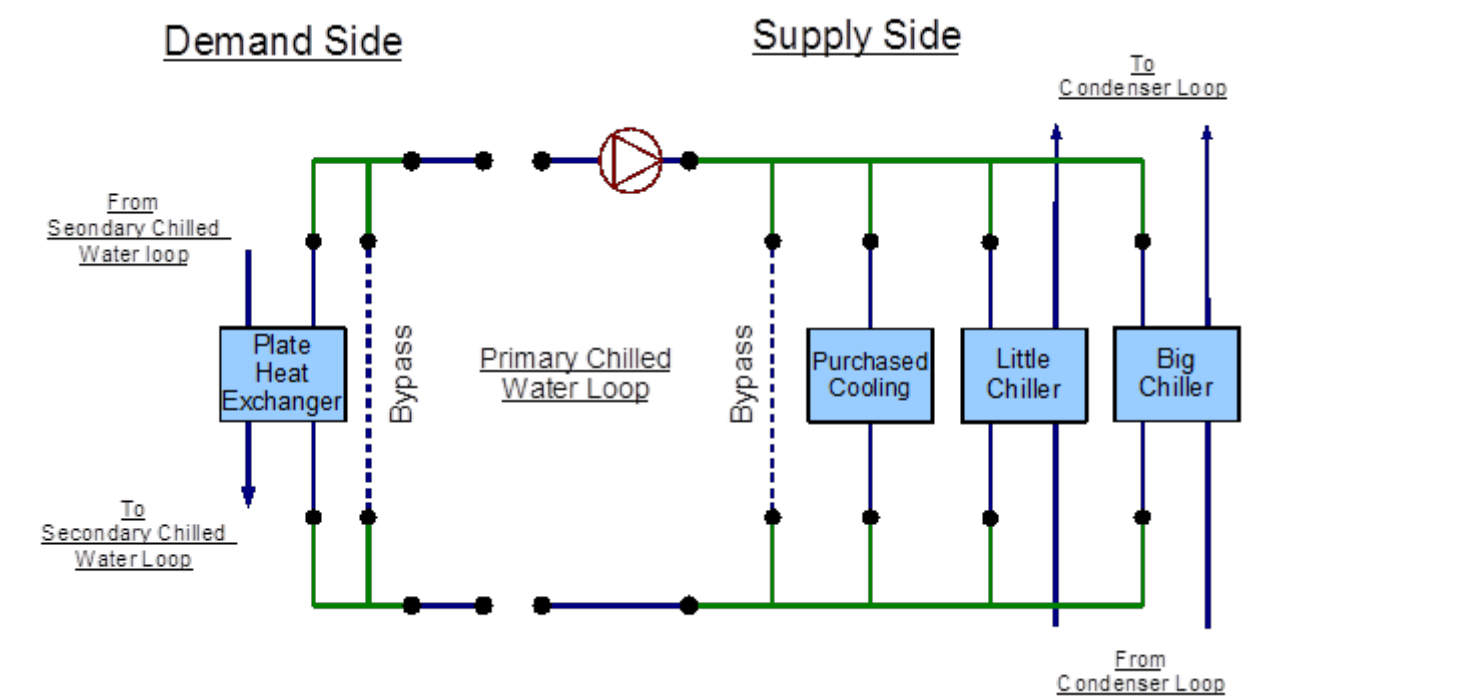 Demand Side
Supply Side
To
Condenser Loop
From
Seondary Chilled
Water loop
Plate
Heat
Exchanger
Bypass
Primary Chilled
Water Loop
Bypass
Purchased
Cooling
Little
Chiller
Big
Chiller
To
Secondary Chilled
Water Loop
From
Condenser Loop